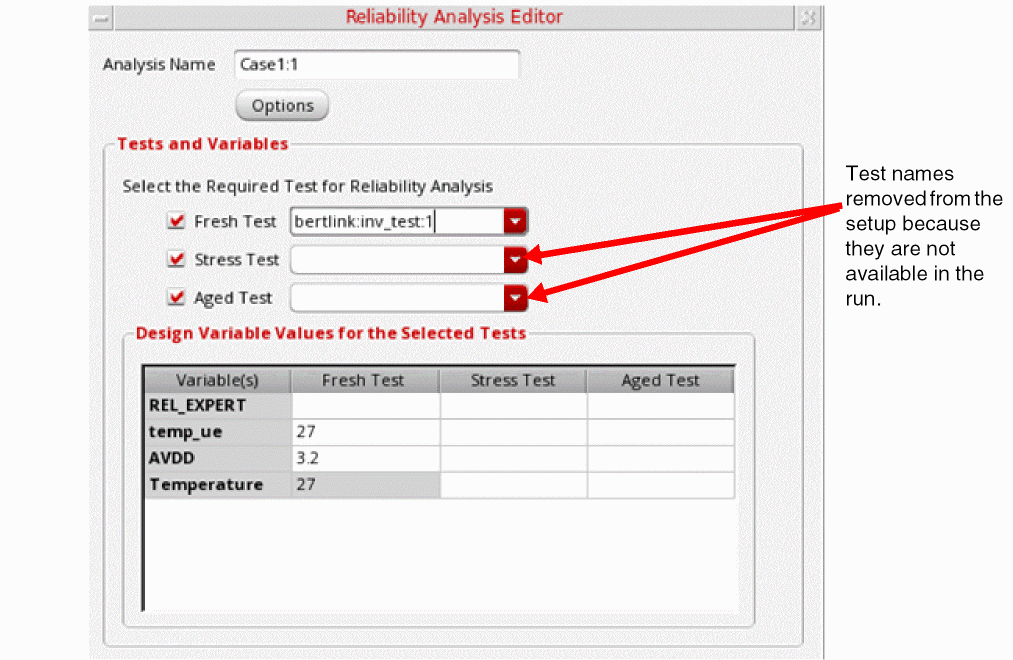 Reliability Analysis Editor
Analysis Name Case1:1
Options
Tests and Variables
Select the Required Test for Reliability Analysis
Fresh Test bertlink:inv_test:1
Stress Test
Aged Test
Test names
removed from the
setup because
they are not
available in the
run.
Design Variable Values for the Selected Tests
Variable(s) Fresh Test Stress Test Aged Test
REL_EXPERT
temp_ue 27
AVDD 3.2
Temperature 27